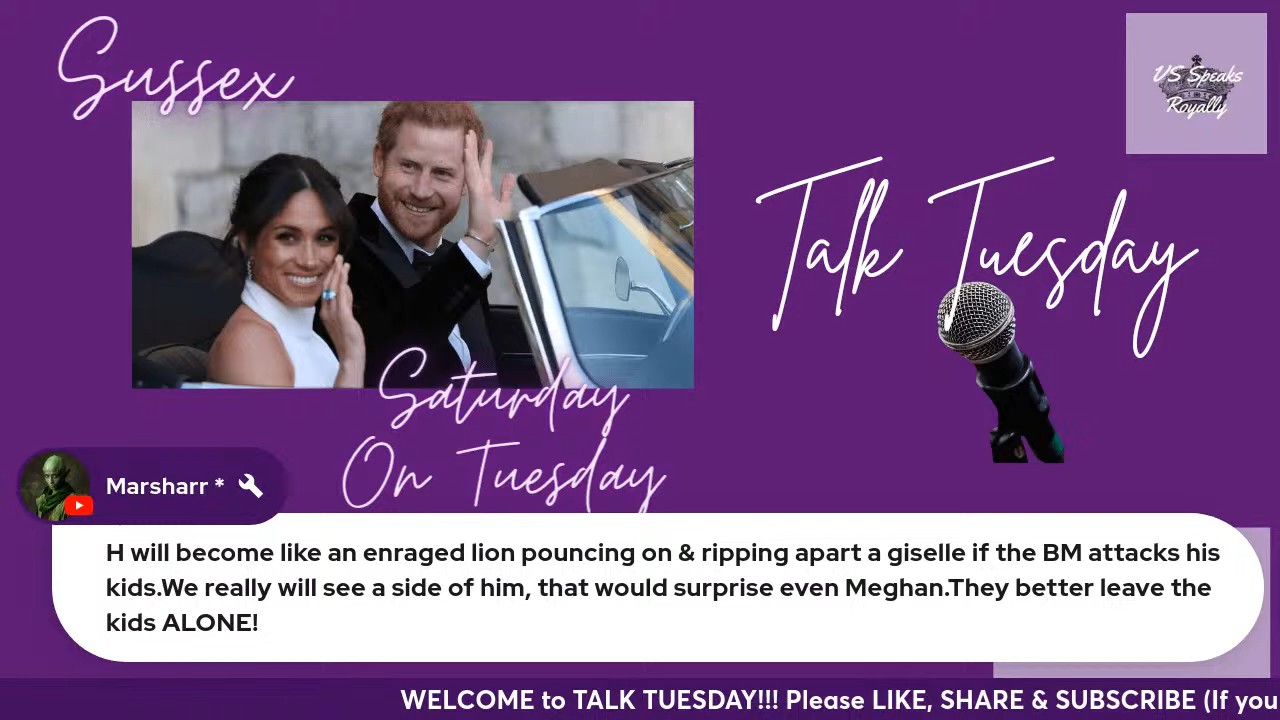 Sussex
VS Speaks
Royally
Talk Tuesday
Saturday
On Tuesday
Marsharr *
H will become like an enraged lion pouncing on & ripping apart a giselle if the BM attacks his
kids.We really will see a side of him, that would surprise even Meghan.They better leave the
kids ALONE!
WELCOME to TALK TUESDAY!!! Please LIKE, SHARE & SUBSCRIBE (If you